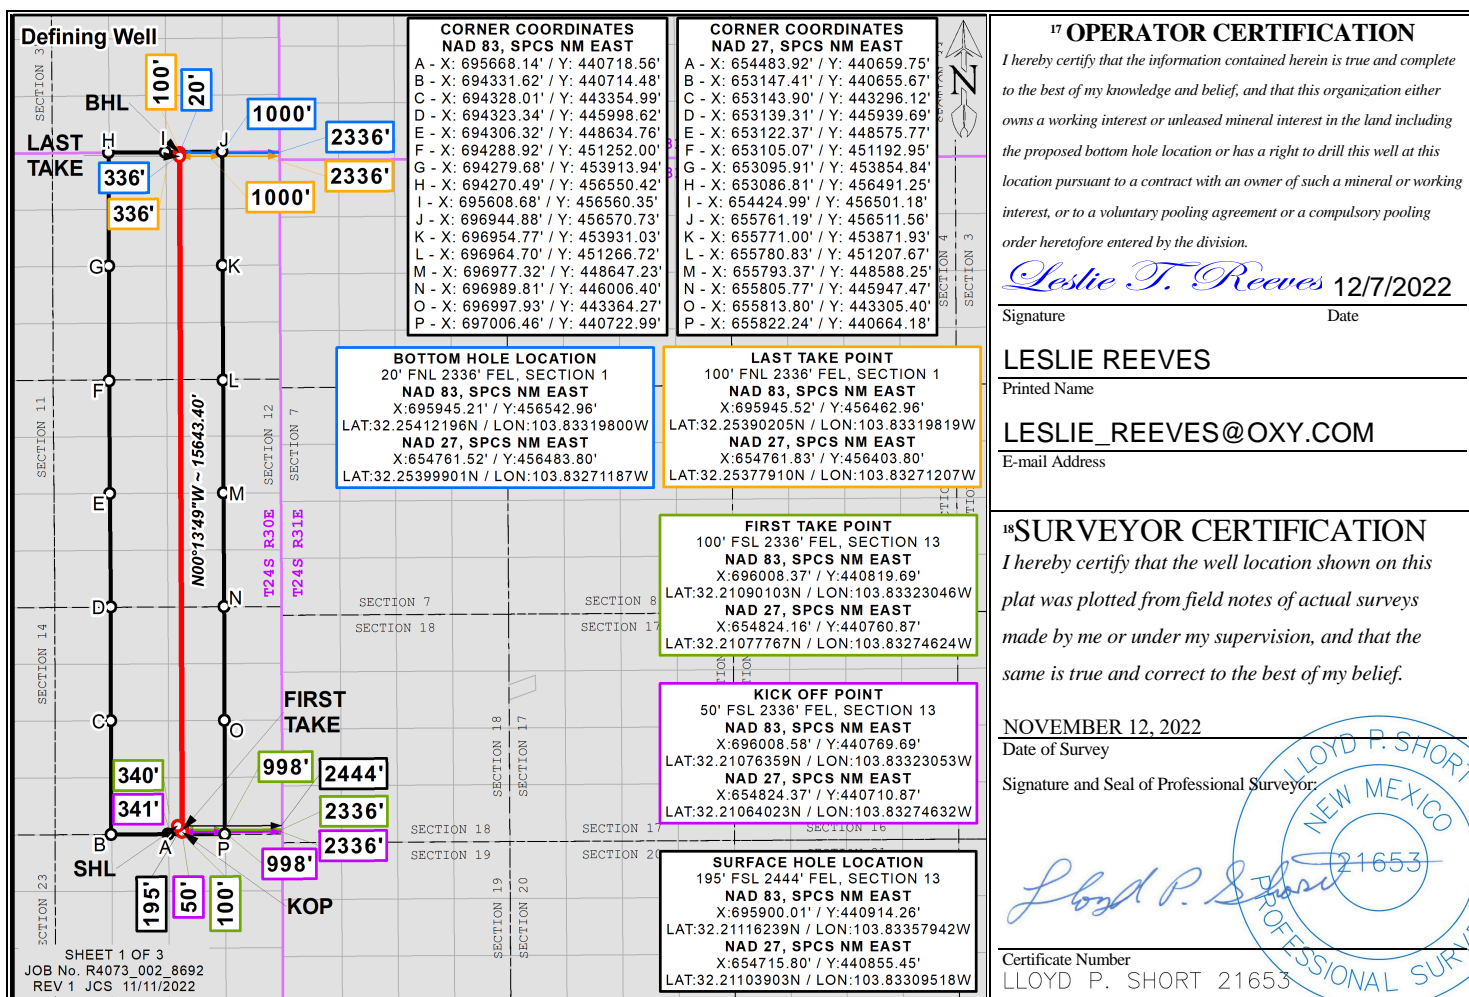 Defining Well
SECTION 3
BHL
100'
20'
1000'
2336'
LAST
TAKE
H
I
J
336'
2336'
336'
1000'
G
K
F
L
SECTION 11
SECTION 12
SECTION 7
N00°13'49"W ~ 15643.40'
E
M
T24S R30E
T24S R31E
D
N
SECTION 14
SECTION 7
SECTION 8
SECTION 18
SECTION 17
FIRST
TAKE
C
O
SECTION 18
SECTION 17
340'
998'
2444'
341'
2336'
B
A
P
SECTION 18
SECTION 17
SECTION 16
2336'
SECTION 19
SECTION 20
SHL
998'
195'
50'
100'
KOP
SECTION 23
SECTION 19
SECTION 20
SHEET 1 OF 3
JOB No. R4073_002_8692
REV 1 JCS 11/11/2022
CORNER COORDINATES
NAD 83, SPCS NM EAST
A - X: 695668.14' / Y: 440718.56'
B - X: 694331.62' / Y: 440714.48'
C - X: 694328.01' / Y: 443354.99'
D - X: 694323.34' / Y: 445998.62'
E - X: 694306.32' / Y: 448634.76'
F - X: 694288.92' / Y: 451252.00'
G - X: 694279.68' / Y: 453913.94'
H - X: 694270.49' / Y: 456550.42'
I - X: 695608.68' / Y: 456560.35'
J - X: 696944.88' / Y: 456570.73'
K - X: 696954.77' / Y: 453931.03'
L - X: 696964.70' / Y: 451266.72'
M - X: 696977.32' / Y: 448647.23'
N - X: 696989.81' / Y: 446006.40'
O - X: 696997.93' / Y: 443364.27'
P - X: 697006.46' / Y: 440722.99'
CORNER COORDINATES
NAD 27, SPCS NM EAST
A - X: 654483.92' / Y: 440659.75'
B - X: 653147.41' / Y: 440655.67'
C - X: 653143.90' / Y: 443296.12'
D - X: 653139.31' / Y: 445939.69'
E - X: 653122.37' / Y: 448575.77'
F - X: 653105.07' / Y: 451192.95'
G - X: 653095.91' / Y: 453854.84'
H - X: 653086.81' / Y: 456491.25'
I - X: 654424.99' / Y: 456501.18'
J - X: 655761.19' / Y: 456511.56'
K - X: 655771.00' / Y: 453871.93'
L - X: 655780.83' / Y: 451207.67'
M - X: 655793.37' / Y: 448588.25'
N - X: 655805.77' / Y: 445947.47'
O - X: 655813.80' / Y: 443305.40'
P - X: 655822.24' / Y: 440664.18'
N
SECTION 4
SECTION 3
BOTTOM HOLE LOCATION
20' FNL 2336' FEL, SECTION 1
NAD 83, SPCS NM EAST
X:695945.21' / Y:456542.96'
LAT:32.25412196N / LON:103.83319800W
NAD 27, SPCS NM EAST
X:654761.52' / Y:456483.80'
LAT:32.25399901N / LON:103.83271187W
LAST TAKE POINT
100' FNL 2336' FEL, SECTION 1
NAD 83, SPCS NM EAST
X:695945.52' / Y:456462.96'
LAT:32.25390205N / LON:103.83319819W
NAD 27, SPCS NM EAST
X:654761.83' / Y:456403.80'
LAT:32.25377910N / LON:103.83271207W
FIRST TAKE POINT
100' FSL 2336' FEL, SECTION 13
NAD 83, SPCS NM EAST
X:696008.37' / Y:440819.69'
LAT:32.21090103N / LON:103.83323046W
NAD 27, SPCS NM EAST
X:654824.16' / Y:440760.87'
LAT:32.21077767N / LON:103.83274624W
KICK OFF POINT
50' FSL 2336' FEL, SECTION 13
NAD 83, SPCS NM EAST
X:696008.58' / Y:440769.69'
LAT:32.21076359N / LON:103.83323053W
NAD 27, SPCS NM EAST
X:654824.37' / Y:440710.87'
LAT:32.21064023N / LON:103.83274632W
SURFACE HOLE LOCATION
195' FSL 2444' FEL, SECTION 13
NAD 83, SPCS NM EAST
X:695900.01' / Y:440914.26'
LAT:32.21116239N / LON:103.83357942W
NAD 27, SPCS NM EAST
X:654715.80' / Y:440855.45'
LAT:32.21103903N / LON:103.83309518W
17 OPERATOR CERTIFICATION
I hereby certify that the information contained herein is true and complete
to the best of my knowledge and belief, and that this organization either
owns a working interest or unleased mineral interest in the land including
the proposed bottom hole location or has a right to drill this well at this
location pursuant to a contract with an owner of such a mineral or working
interest, or to a voluntary pooling agreement or a compulsory pooling
order heretofore entered by the division.
Leslie T. Reeves 12/7/2022
Signature Date
LESLIE REEVES
Printed Name
LESLIE_REEVES@OXY.COM
E-mail Address
18 SURVEYOR CERTIFICATION
I hereby certify that the well location shown on this
plat was plotted from field notes of actual surveys
made by me or under my supervision, and that the
same is true and correct to the best of my belief.
NOVEMBER 12, 2022
Date of Survey
Signature and Seal of Professional Surveyor:
LLOYD P. SHORT
NEW MEXICO
21653
PROFESSIONAL SURV
Lloyd P. Short
Certificate Number
LLOYD P. SHORT 21653